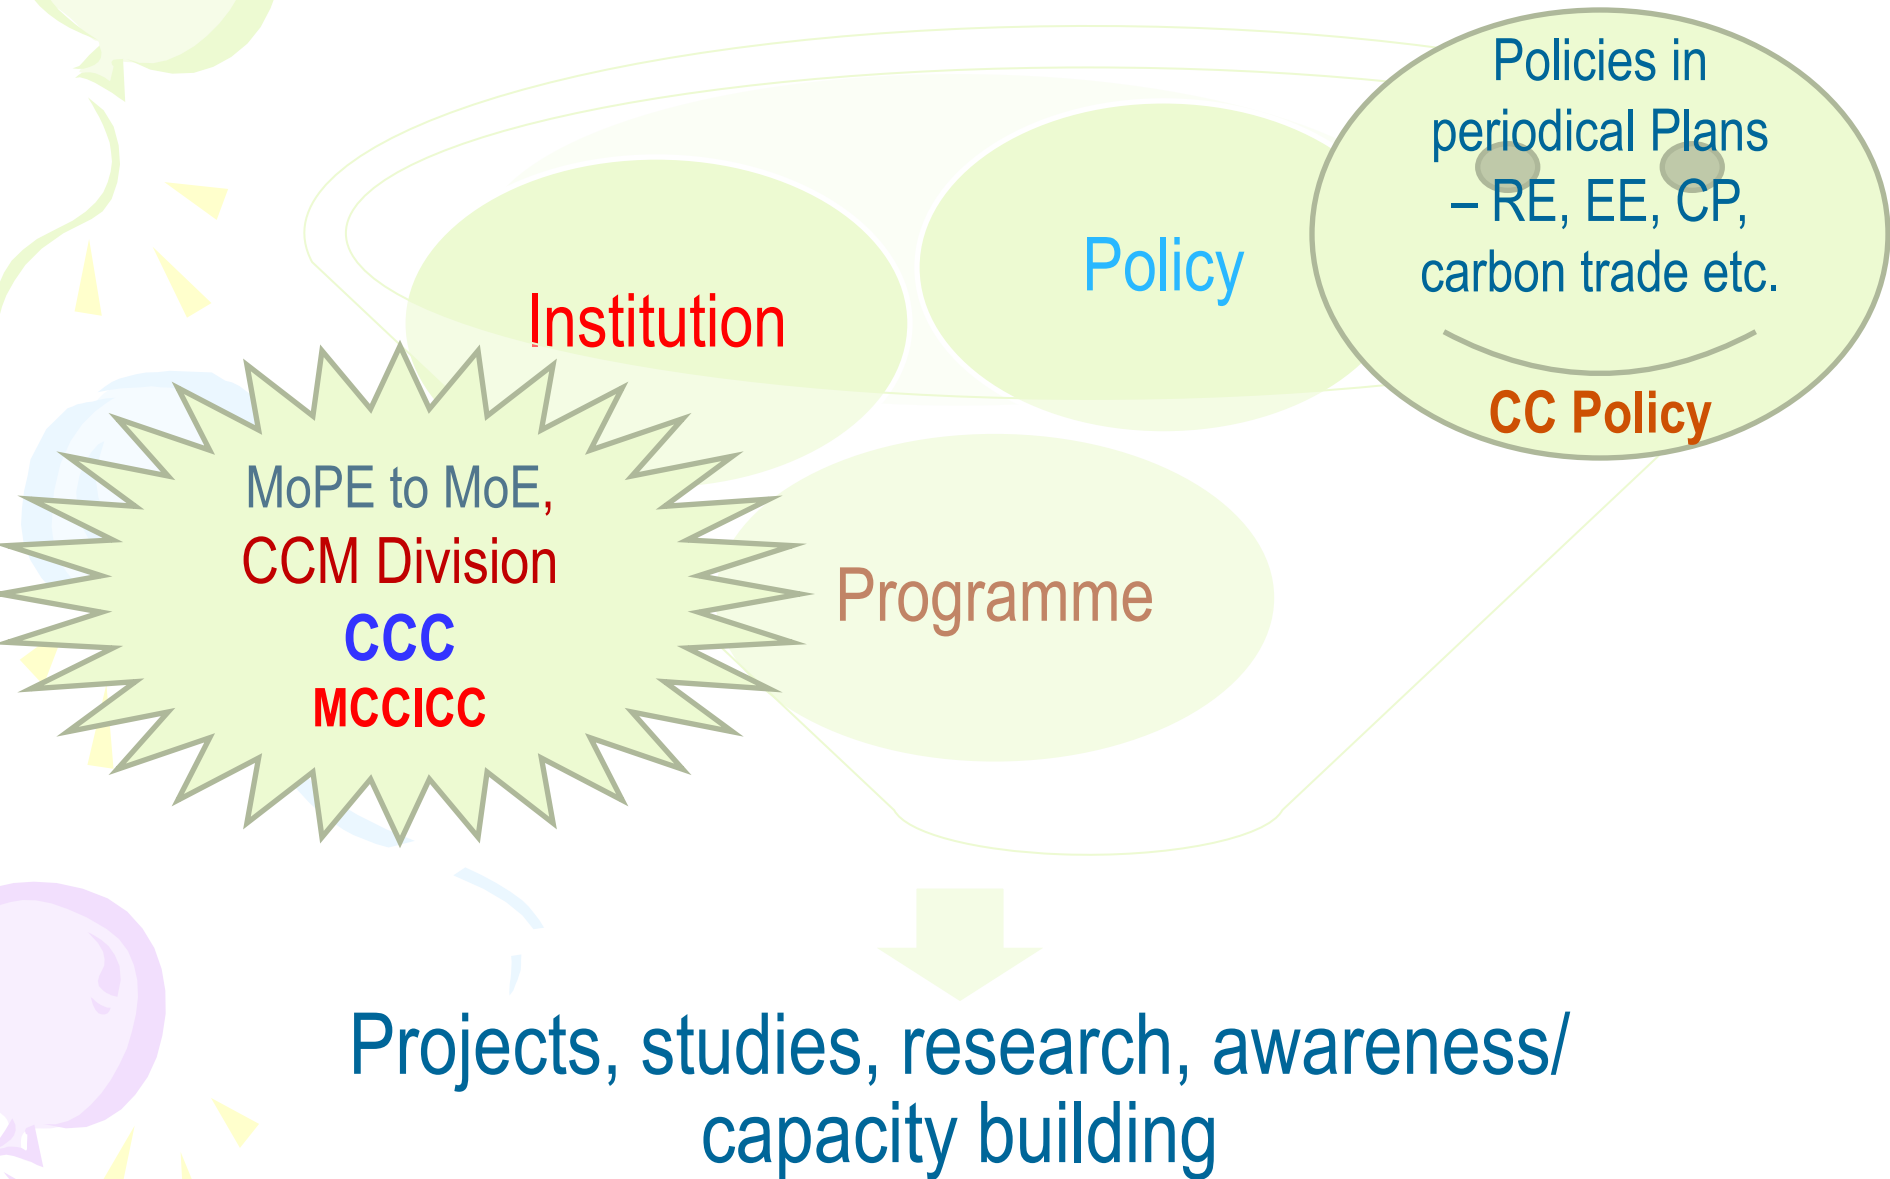 Policies in
periodical Plans
– RE, EE, CP,
carbon trade etc.
CC Policy
Policy
Institution
MoPE to MoE,
CCM Division
CCC
MCCICC
Programme
Projects, studies, research, awareness/
capacity building